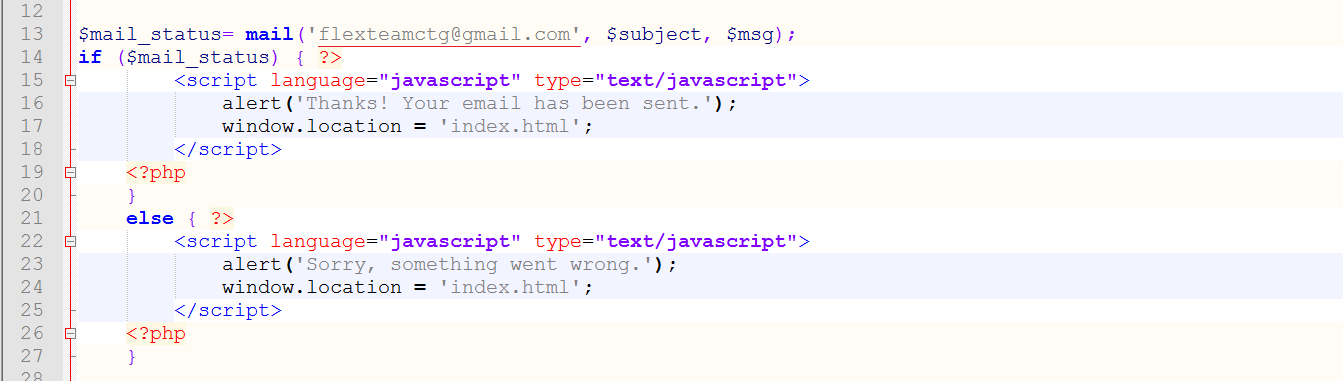 12
13 $mail_status= mail('flexteamctg@gmail.com', $subject, $msg);
14 if ($mail_status) { ?>
15 <script language="javascript" type="text/javascript">
16 alert('Thanks! Your email has been sent.');
17 window.location = 'index.html';
18 </script>
19 <?php
20 }
21 else { ?>
22 <script language="javascript" type="text/javascript">
23 alert('Sorry, something went wrong.');
24 window.location = 'index.html';
25 </script>
26 <?php
27 }
28